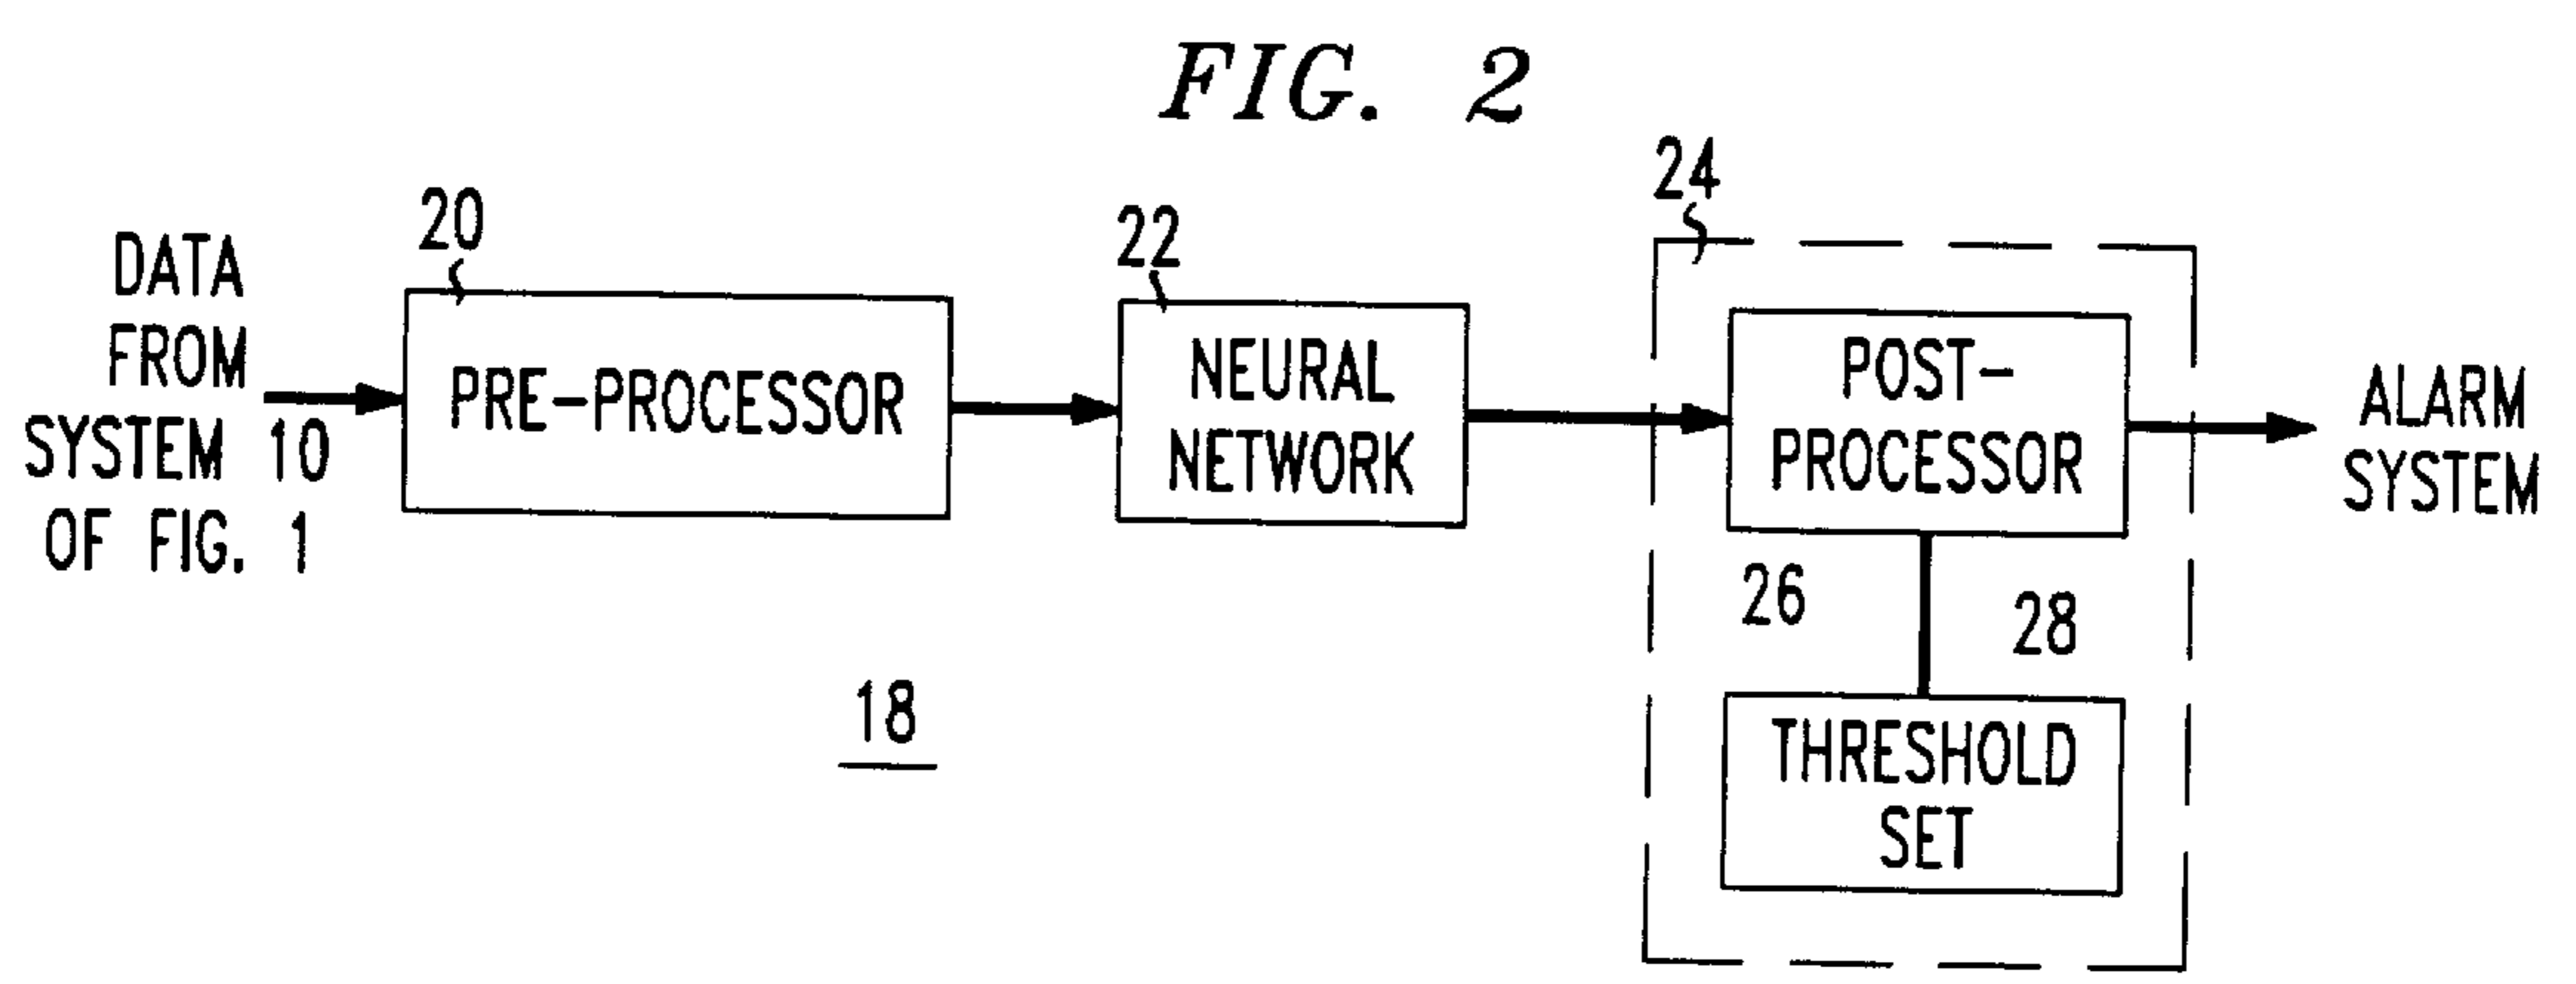 FIG. 2
DATA
FROM
SYSTEM 10
OF FIG. 1
20
PRE-PROCESSOR
22
NEURAL
NETWORK
24
POST-
PROCESSOR
26
28
THRESHOLD
SET
ALARM
SYSTEM
18